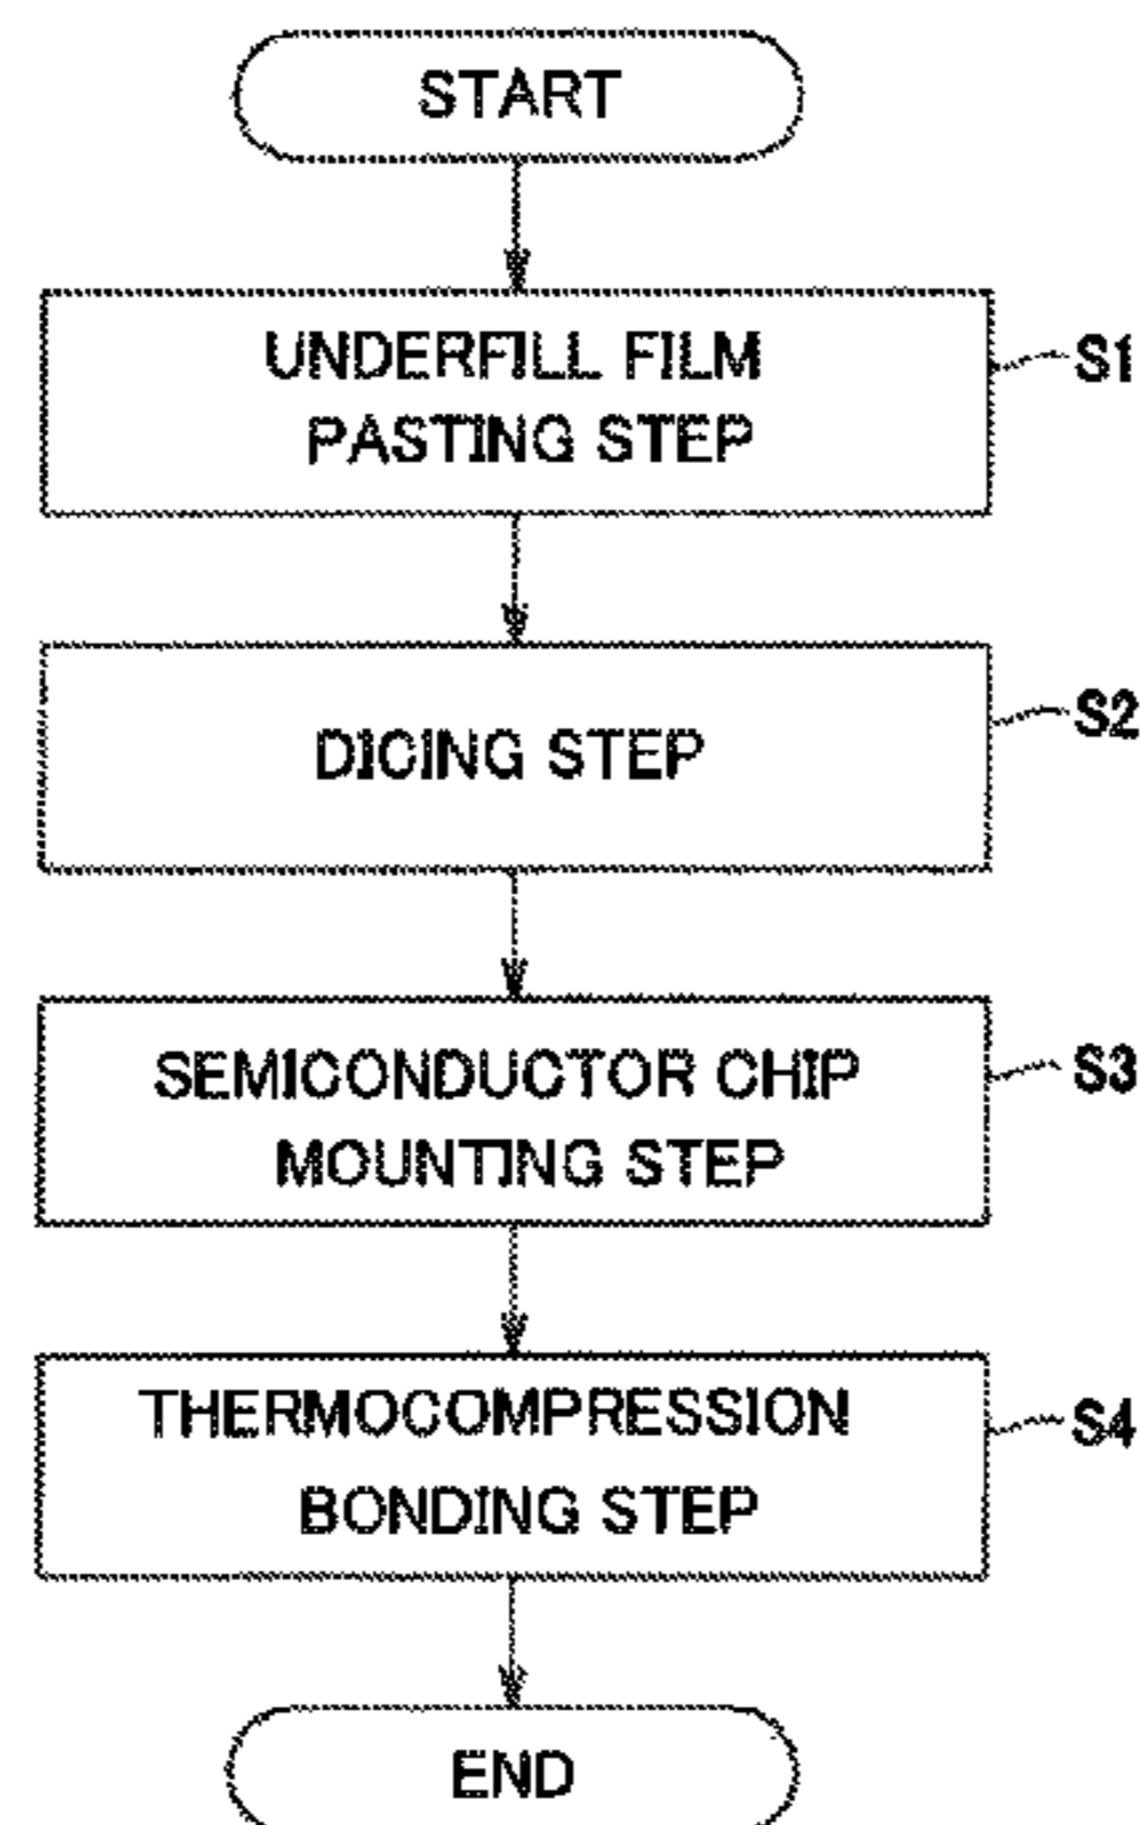 START
UNDERFILL FILM
PASTING STEP
S1
DICING STEP
S2
SEMICONDUCTOR CHIP
MOUNTING STEP
S3
THERMOCOMPRESSION
BONDING STEP
S4
END